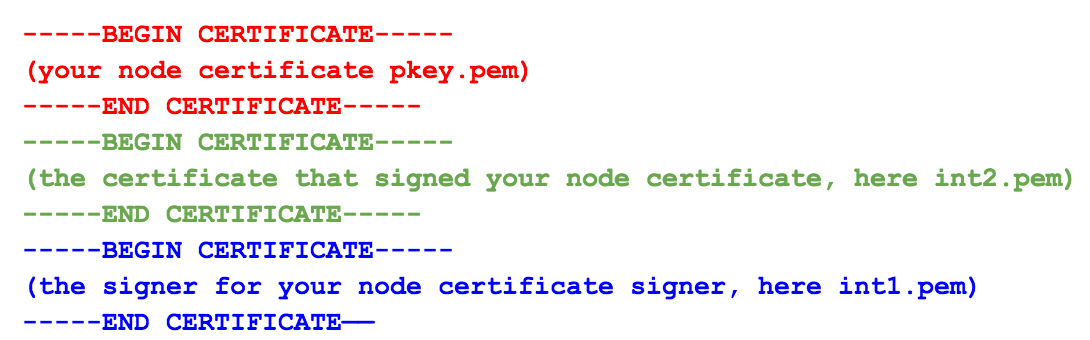 -----BEGIN CERTIFICATE-----
(your node certificate pkey.pem)
-----END CERTIFICATE-----
-----BEGIN CERTIFICATE-----
(the certificate that signed your node certificate, here int2.pem)
-----END CERTIFICATE-----
-----BEGIN CERTIFICATE-----
(the signer for your node certificate signer, here int1.pem)
-----END CERTIFICATE——